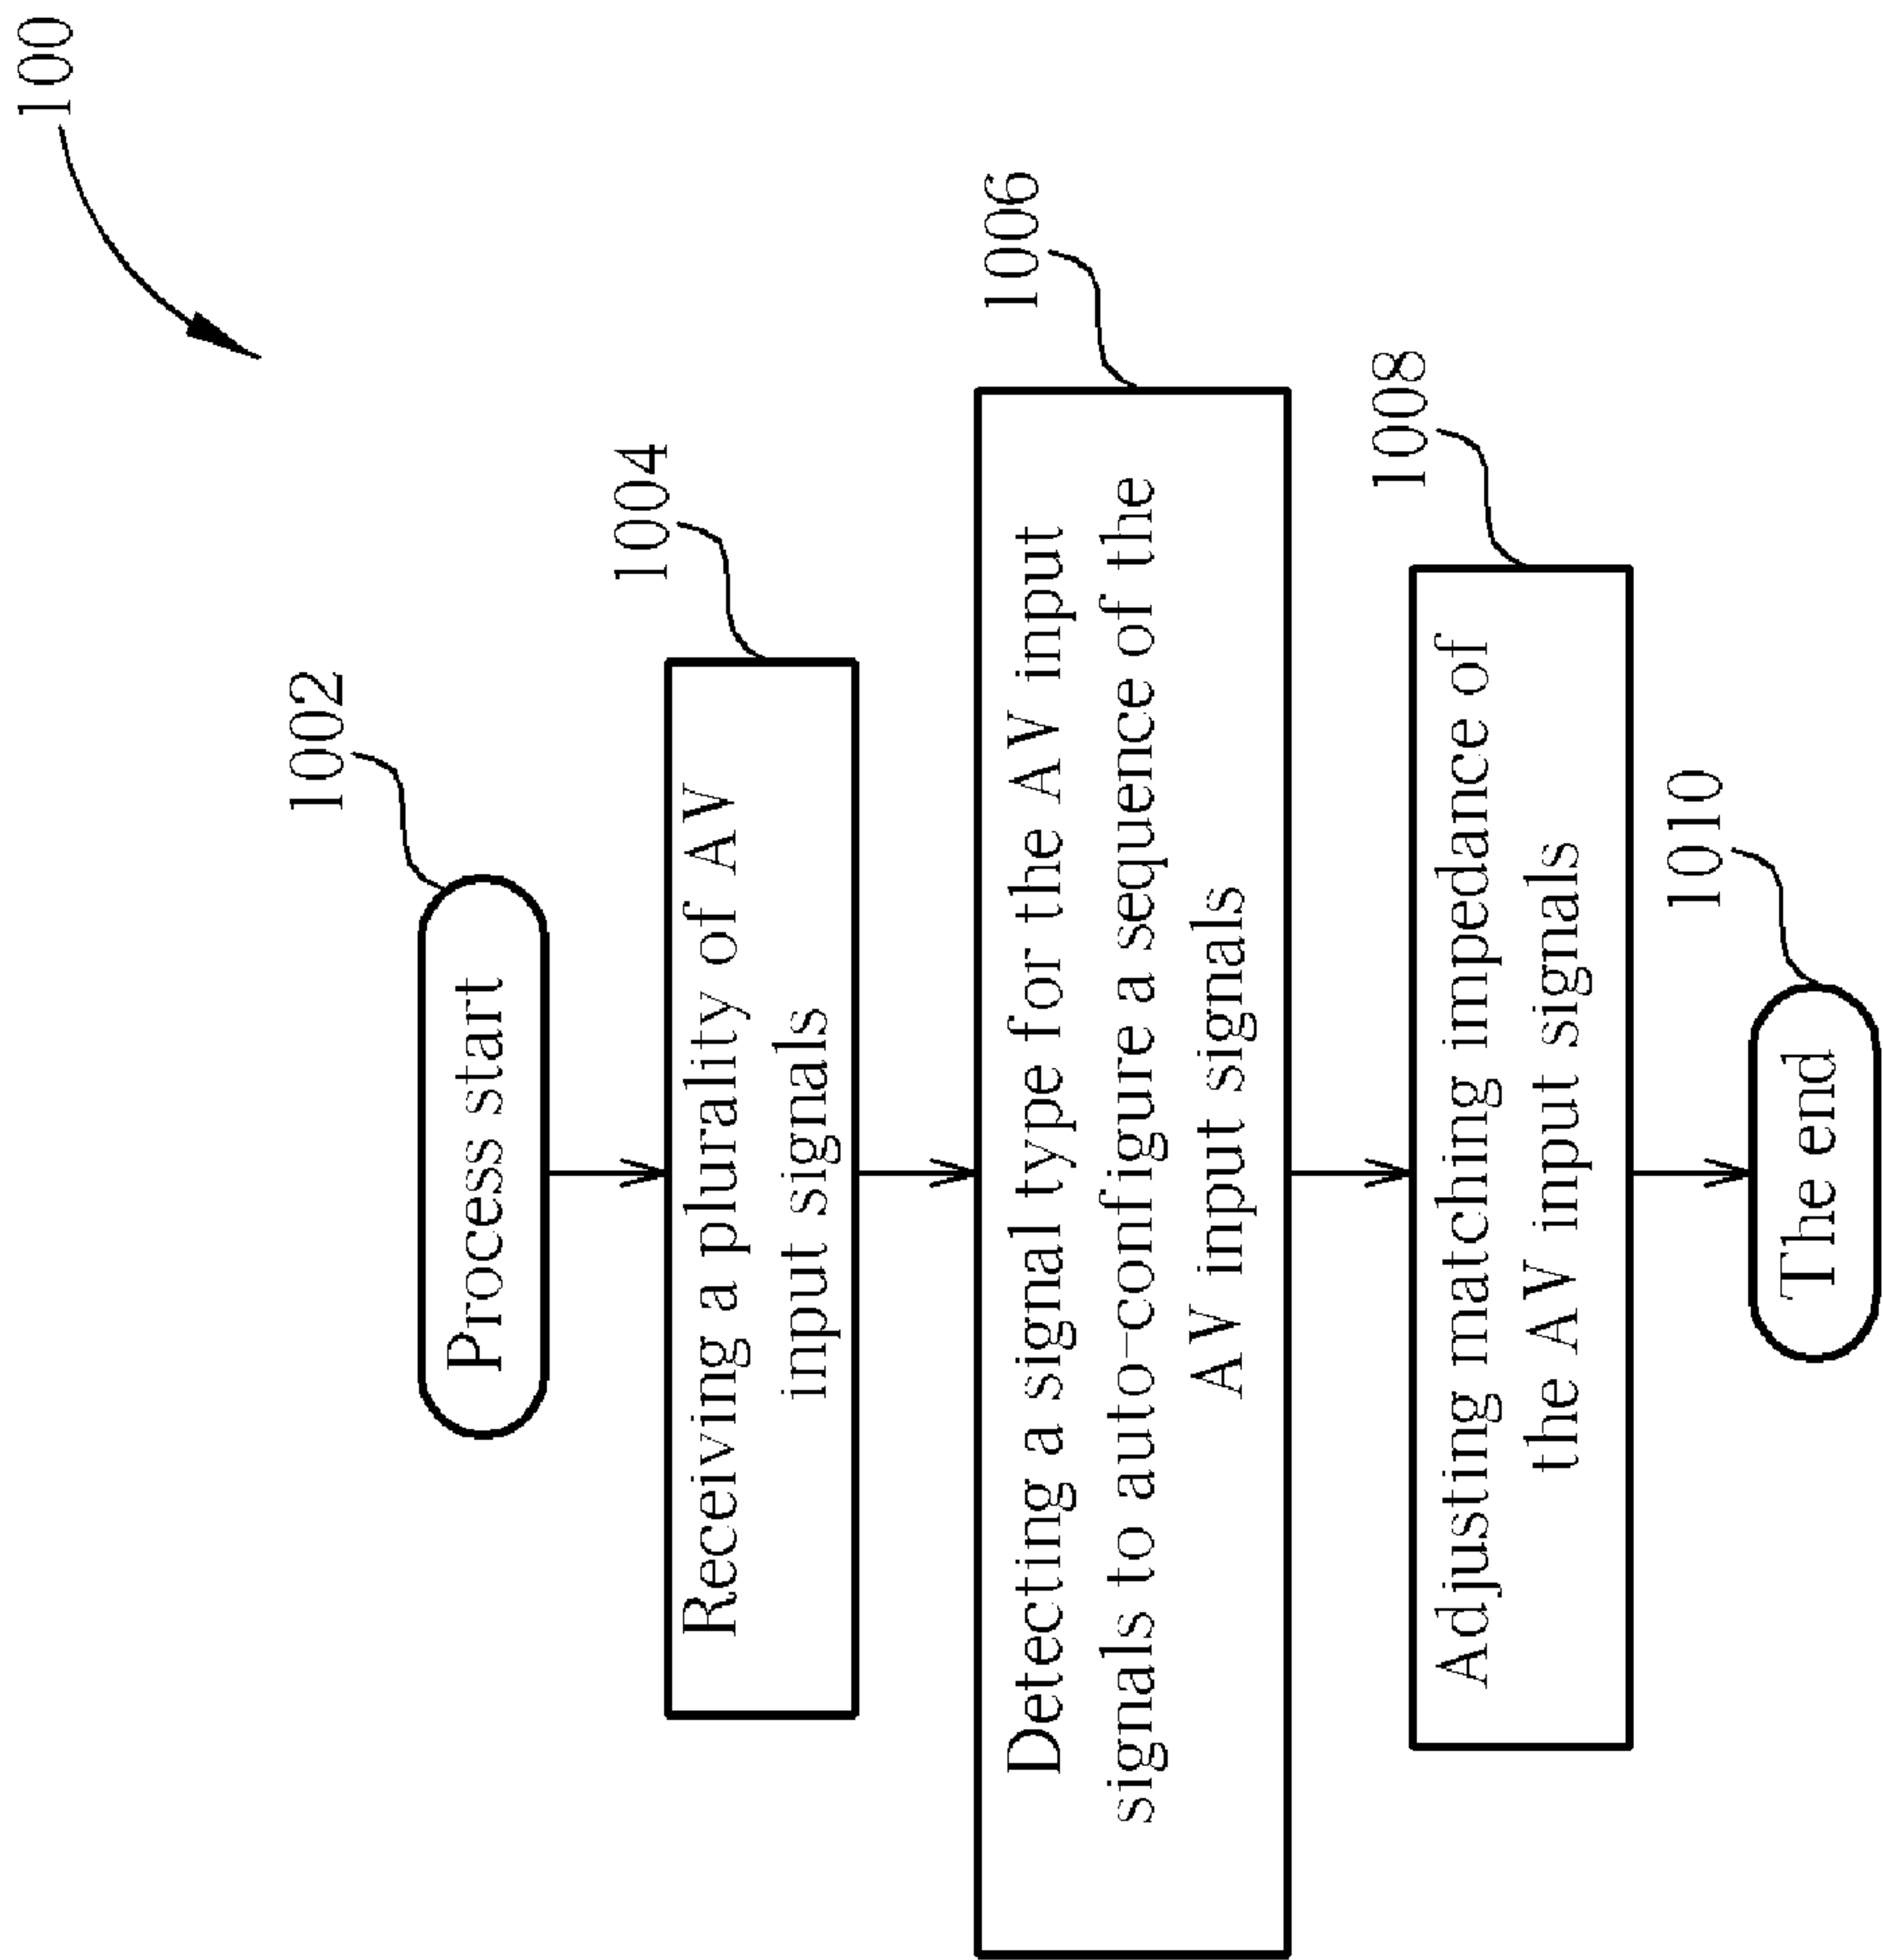 100
1002
Process start
1004
Receiving a plurality of AV
input signals
1006
Detecting a signal type for the AV input
signals to auto-configure a sequence of the
AV input signals
1008
Adjusting matching impedance of
the AV input signals
1010
The end